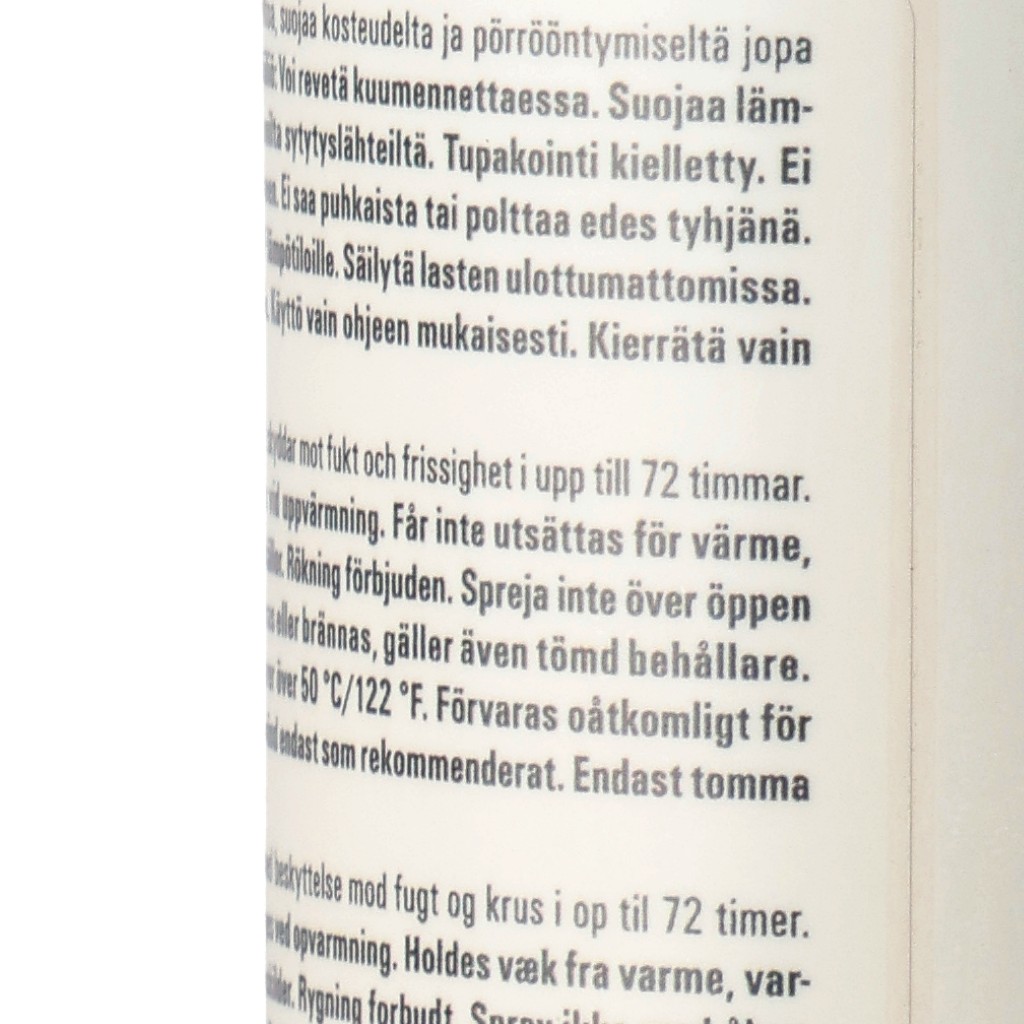 suojaa kosteudelta ja pörrööntymiseltä jopa
Voi revetä kuumennettaessa. Suojaa läm-
sytytyslähteiltä. Tupakointi kielletty. Ei
Ei saa puhkaista tai polttaa edes tyhjänä.
Säilytä lasten ulottumattomissa.
Käyttö vain ohjeen mukaisesti. Kierrätä vain
mot fukt och frissighet i upp till 72 timmar.
vid uppvärmning. Får inte utsättas för värme,
Rökning förbjuden. Spreja inte över öppen
eller brännas, gäller även tömd behållare.
över 50 °C/122 °F. Förvaras oåtkomligt för
endast som rekommenderat. Endast tomma
beskyttelse mod fugt og krus i op til 72 timer.
ved opvarmning. Holdes væk fra varme, var-
Rygning forbudt. Spray ikke